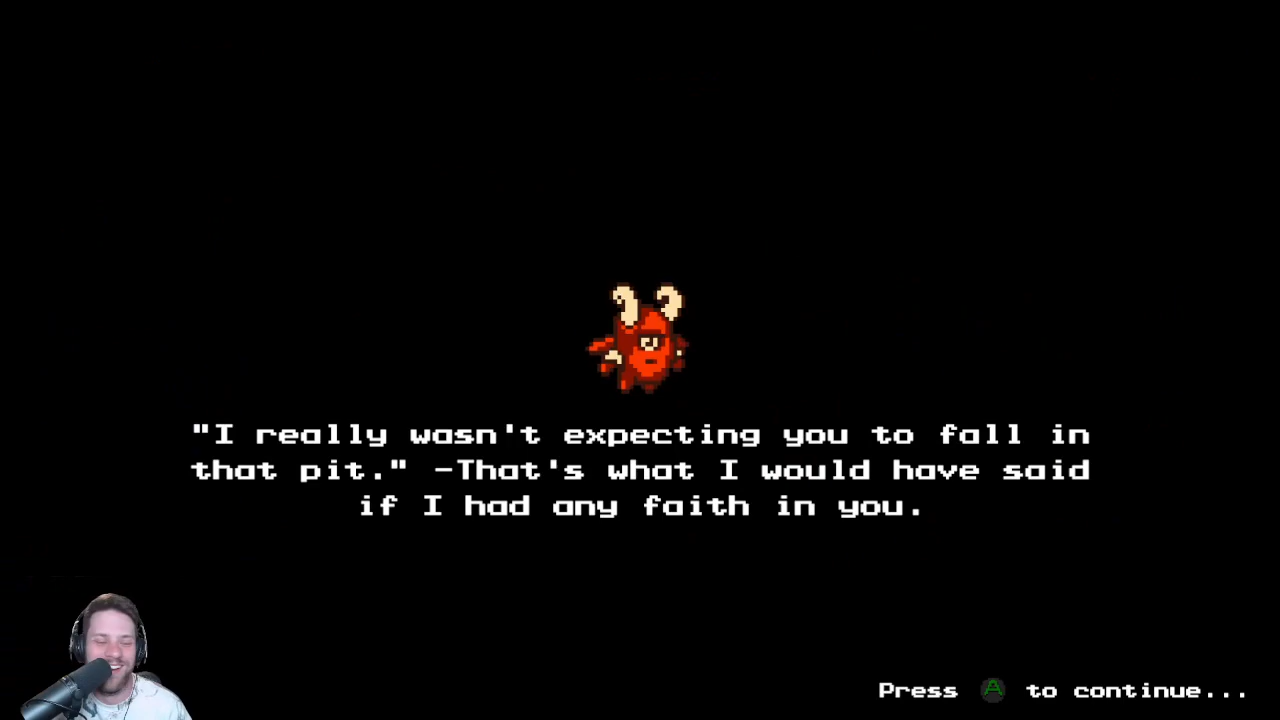 "I really wasn't expecting you to fall in
that pit." -That's what I would have said
if I had any faith in you.
Press A to continue...